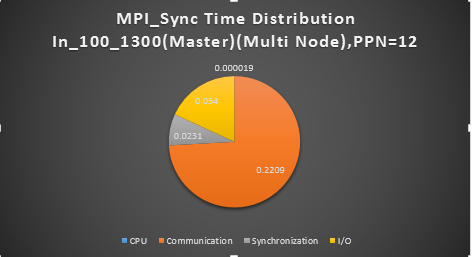 MPI_Sync Time Distribution
In_100_1300(Master)(Multi Node),PPN=12
0.000019
0.054
0.0231
0.2209
CPU Communication Synchronization I/O